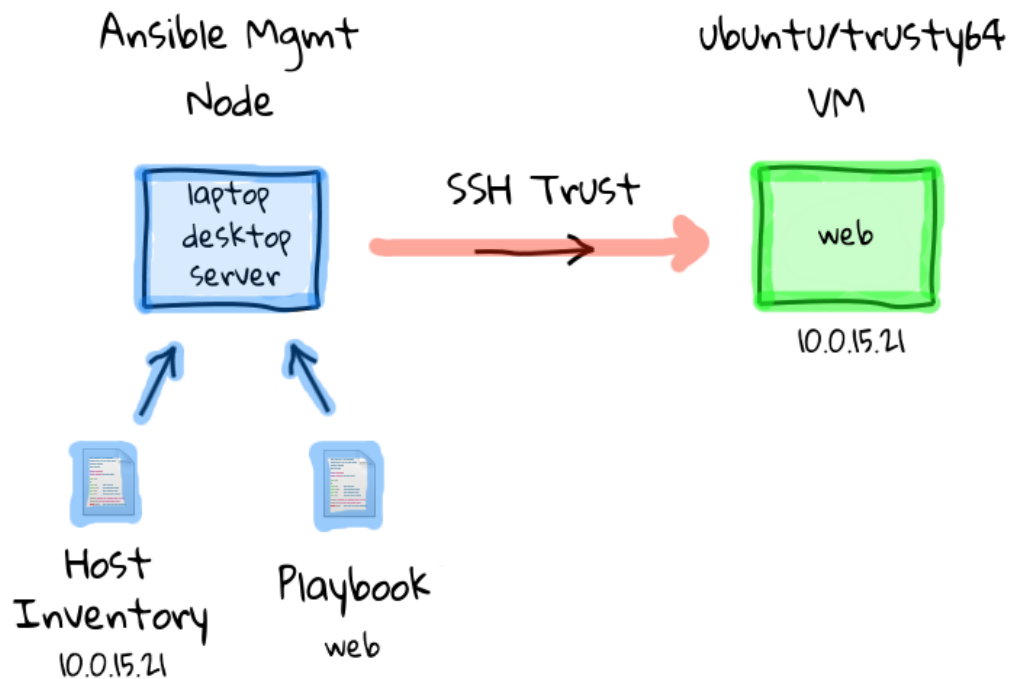 Ansible Mgmt
Node
ubuntu/trusty64
VM
laptop
desktop
server
SSH Trust
web
10.0.15.21
Host
Inventory
10.0.15.21
Playbook
web